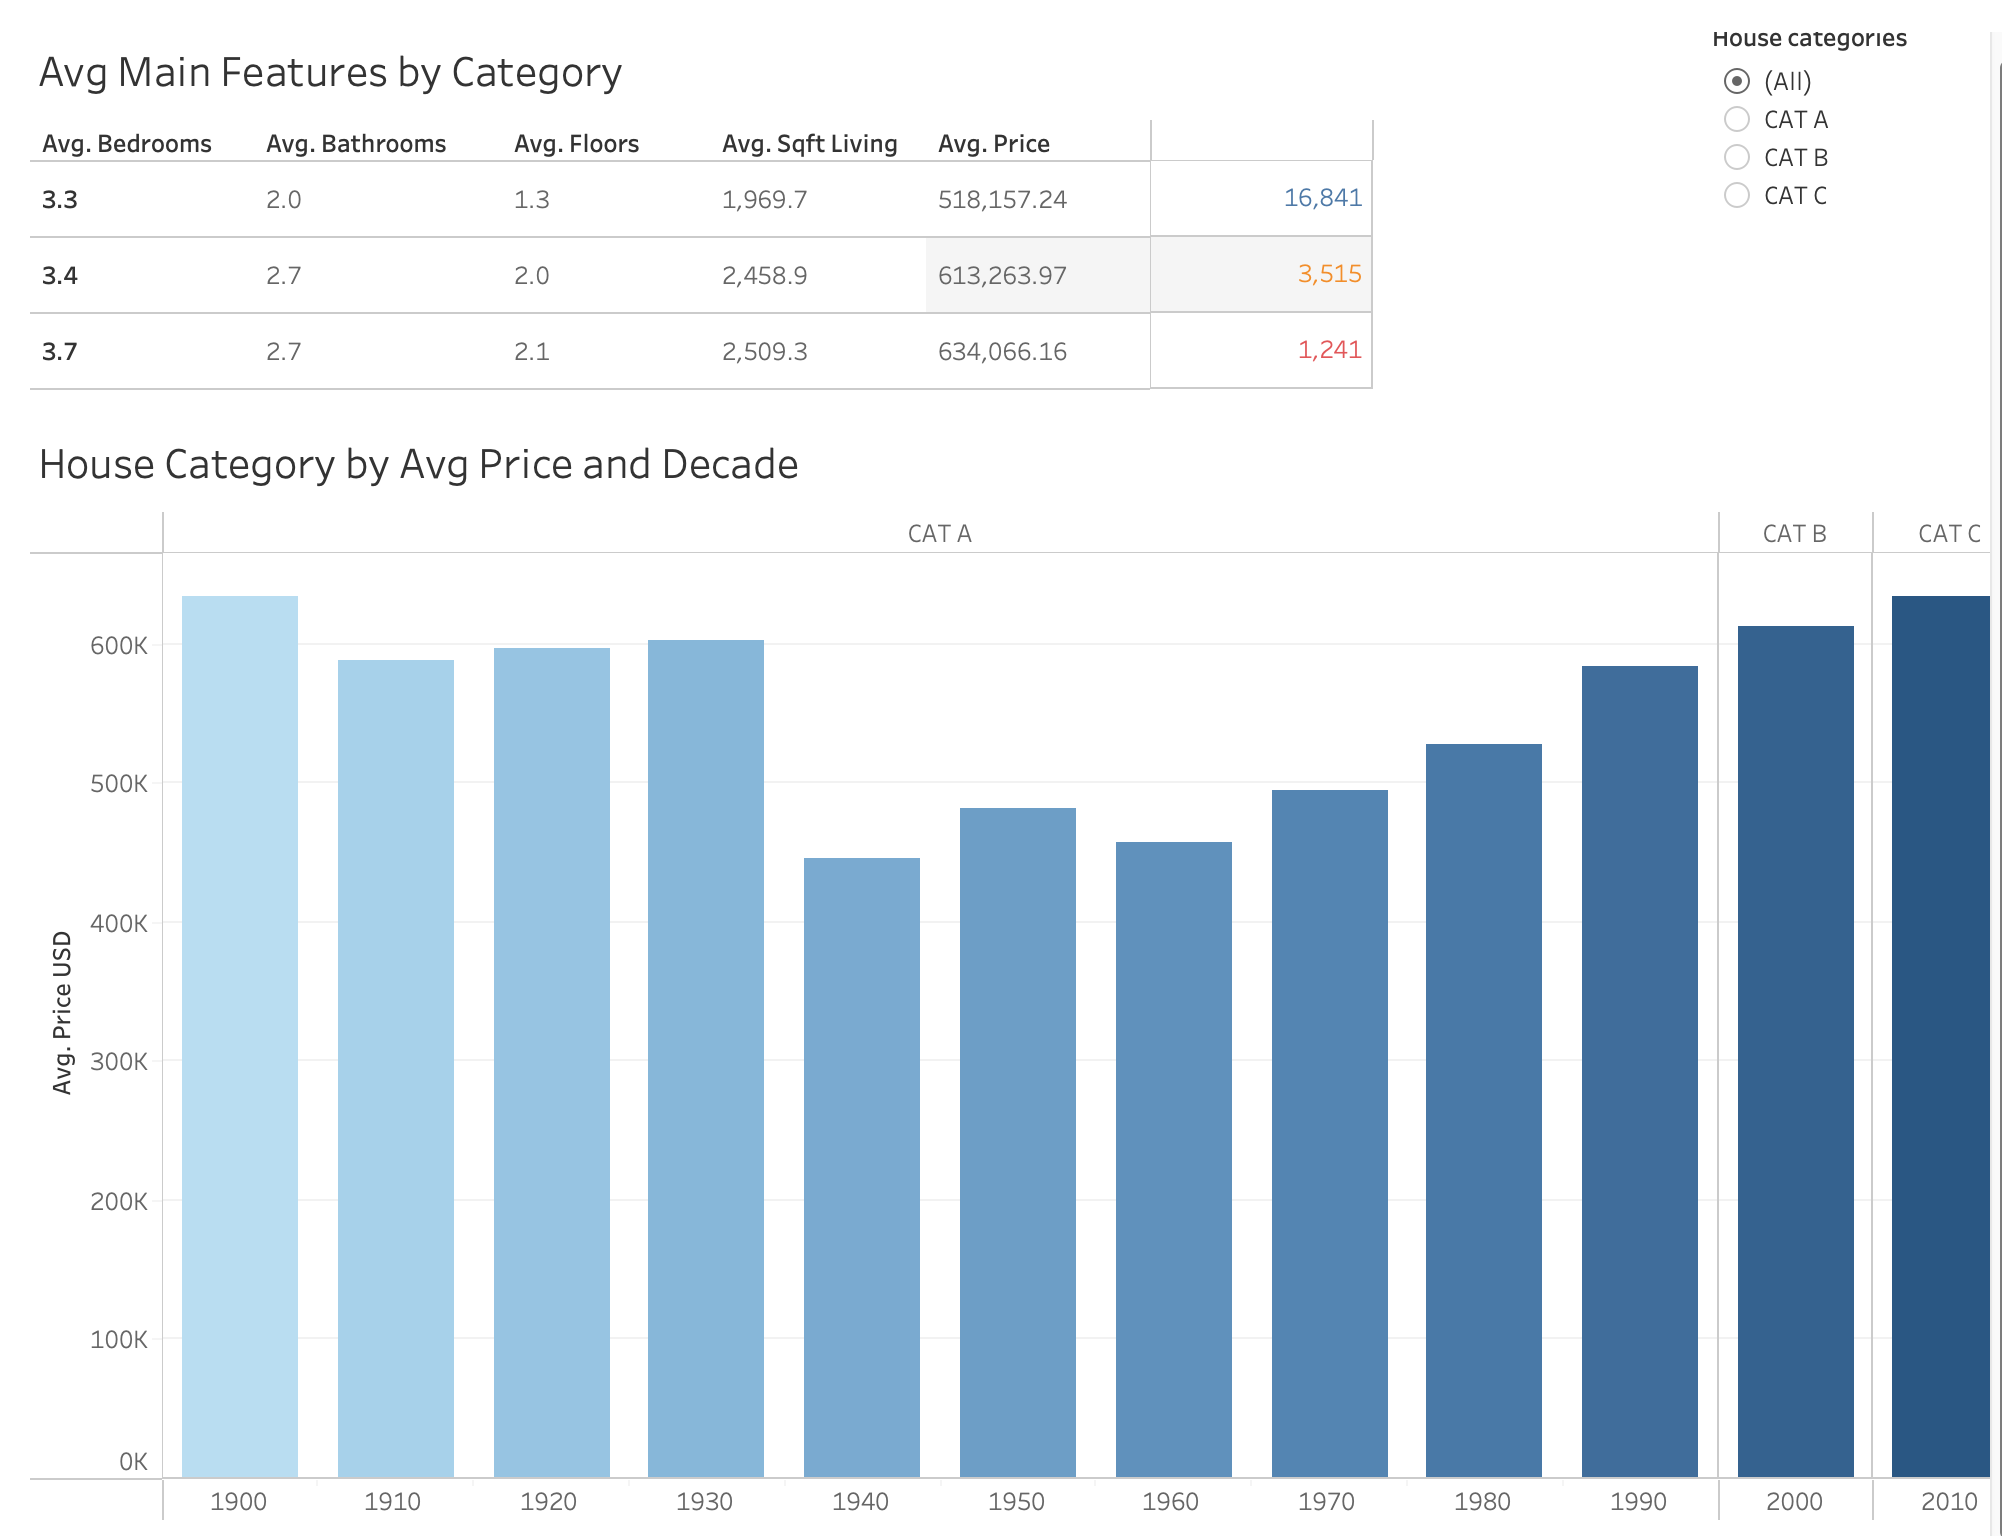 House categories
(All)
CAT A
CAT B
CAT C
Avg Main Features by Category
Avg. Bedrooms Avg. Bathrooms Avg. Floors Avg. Sqft Living Avg. Price
3.3 2.0 1.3 1,969.7 518,157.24 16,841
3.4 2.7 2.0 2,458.9 613,263.97 3,515
3.7 2.7 2.1 2,509.3 634,066.16 1,241
House Category by Avg Price and Decade
CAT A CAT B CAT C
600K
500K
400K
300K
200K
100K
0K
Avg. Price USD
1900 1910 1920 1930 1940 1950 1960 1970 1980 1990 2000 2010